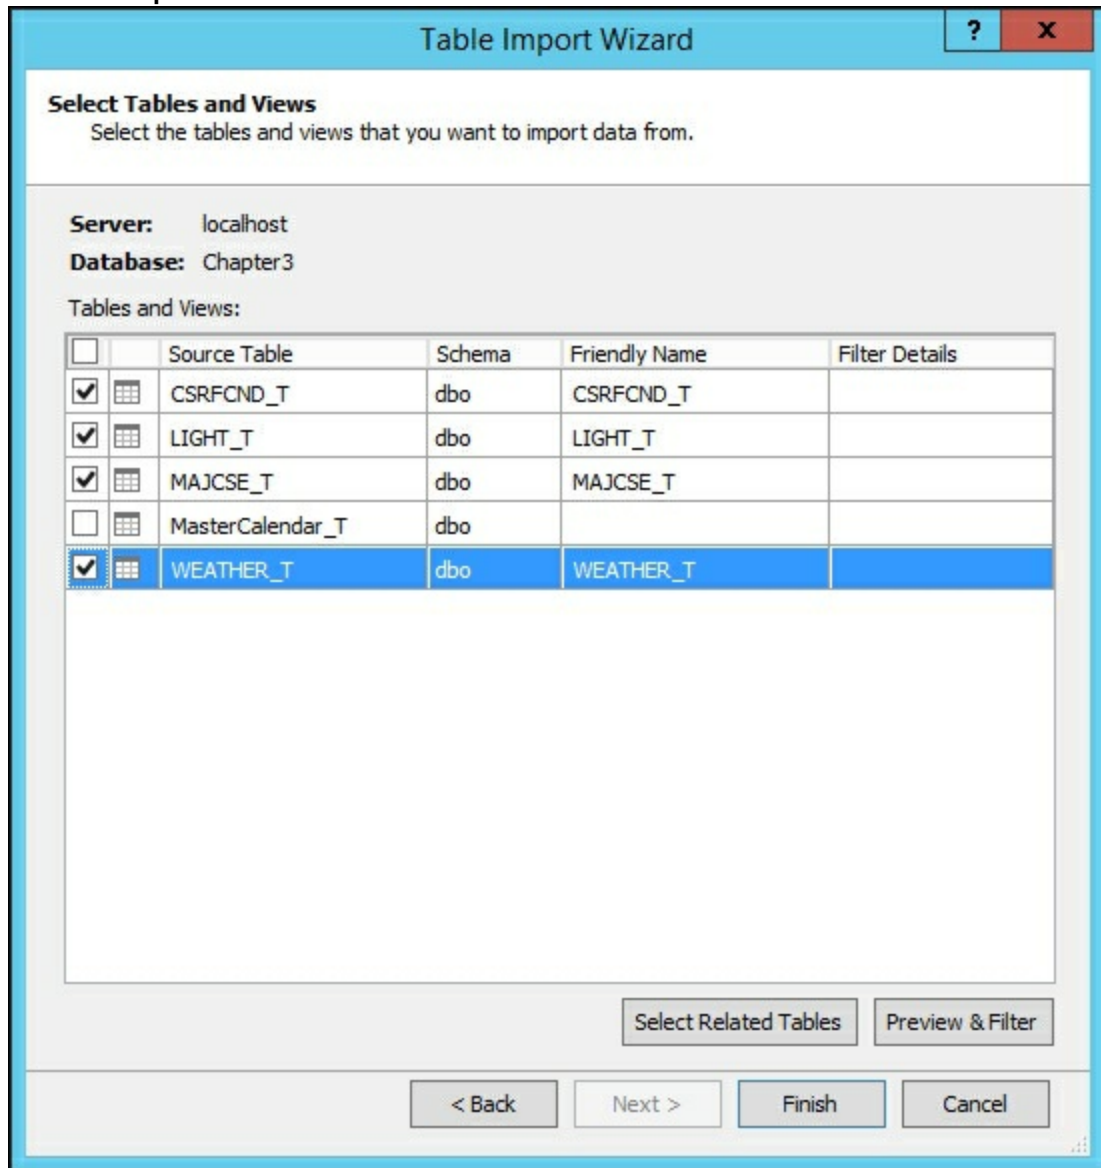 Table Import Wizard
? x
Select Tables and Views
Select the tables and views that you want to import data from.
Server: localhost
Database: Chapter3
Tables and Views:
Source Table Schema Friendly Name Filter Details
CSRFCND_T dbo CSRFCND_T
LIGHT_T dbo LIGHT_T
MAJCSE_T dbo MAJCSE_T
MasterCalendar_T dbo
WEATHER_T dbo WEATHER_T
Select Related Tables Preview & Filter
< Back Next > Finish Cancel